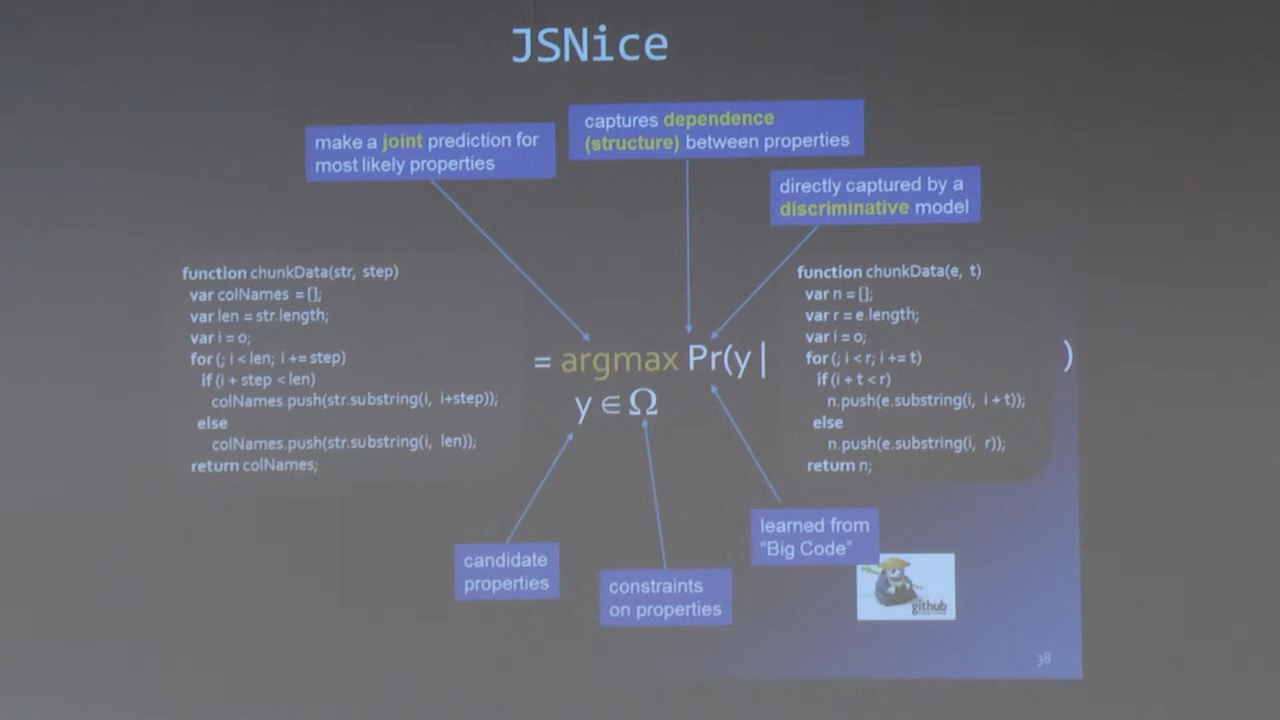 JSNice
make a joint prediction for
most likely properties
captures dependence
(structure) between properties
directly captured by a
discriminative model
function chunkData(str, step)
var colNames = [];
var len = str.length;
var i = 0;
for(; i < len; i += step)
if(i + step < len)
colNames.push(str.substring(i, i+step));
else
colNames.push(str.substring(i, len));
return colNames;
= argmax Pr(y |
y ∈ Ω
function chunkData(e, t)
var n = [];
var r = e.length;
var i = 0;
for(; i < r; i += t)
if(i + t < r)
n.push(e.substring(i, i + t));
else
n.push(e.substring(i, r));
return n;
)
candidate
properties
constraints
on properties
learned from
"Big Code"
github
38